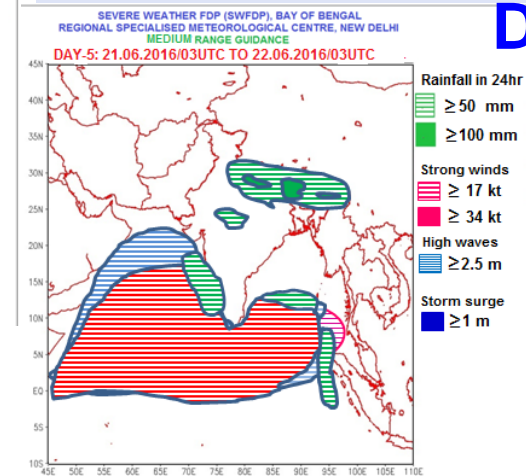 SEVERE WEATHER FDP (SWFDP), BAY OF BENGAL
REGIONAL SPECIALISED METEOROLOGICAL CENTRE, NEW DELHI
MEDIUM RANGE GUIDANCE
DAY-5: 21.06.2016/03UTC TO 22.06.2016/03UTC
D
45N
40N
35N
30N
25N
20N
15N
10N
5N
EQ
5S
10S
45E 50E 55E 60E 65E 70E 75E 80E 85E 90E 95E 100E 105E 110E
Rainfall in 24hr
≥50 mm
≥100 mm
Strong winds
≥ 17 kt
≥ 34 kt
High waves
≥2.5 m
Storm surge
≥1 m